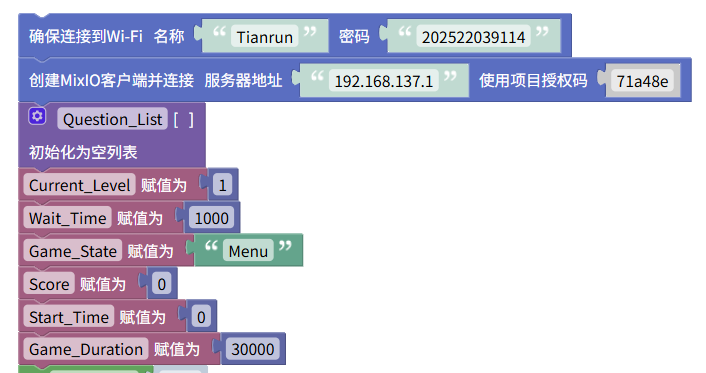 确保连接到Wi-Fi 名称 “ Tianrun ” 密码 “ 202522039114 ”
创建MixIO客户端并连接 服务器地址 “ 192.168.137.1 ” 使用项目授权码 71a48e
Question_List [ ]
初始化为空列表
Current_Level 赋值为 1
Wait_Time 赋值为 1000
Game_State 赋值为 “ Menu ”
Score 赋值为 0
Start_Time 赋值为 0
Game_Duration 赋值为 30000